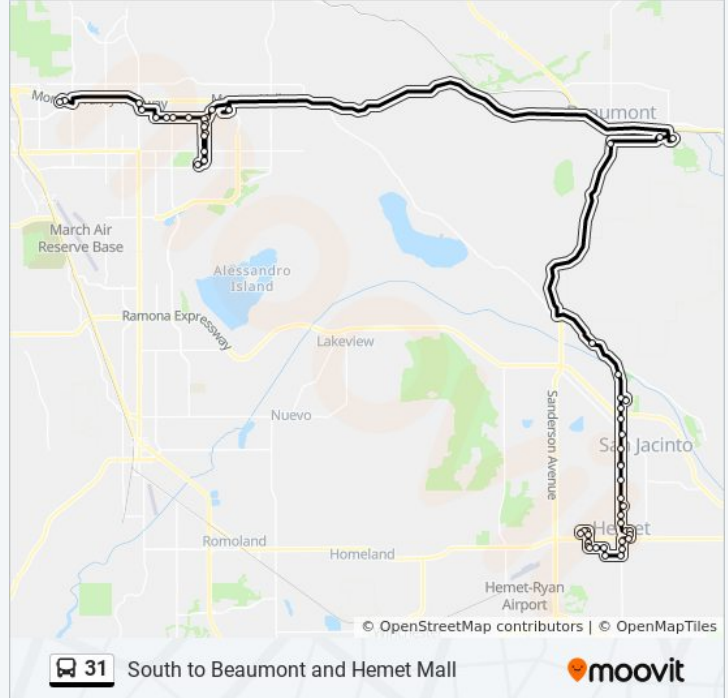 Beaumont
March Air
Reserve Base
Alessandro
Island
Ramona Expressway
Lakeview
Nuevo
Sanderson Avenue
San Jacinto
Hemet
Romoland
Homeland
Hemet-Ryan
Airport
© OpenStreetMap contributors | © OpenMapTiles
31 South to Beaumont and Hemet Mall
moovit